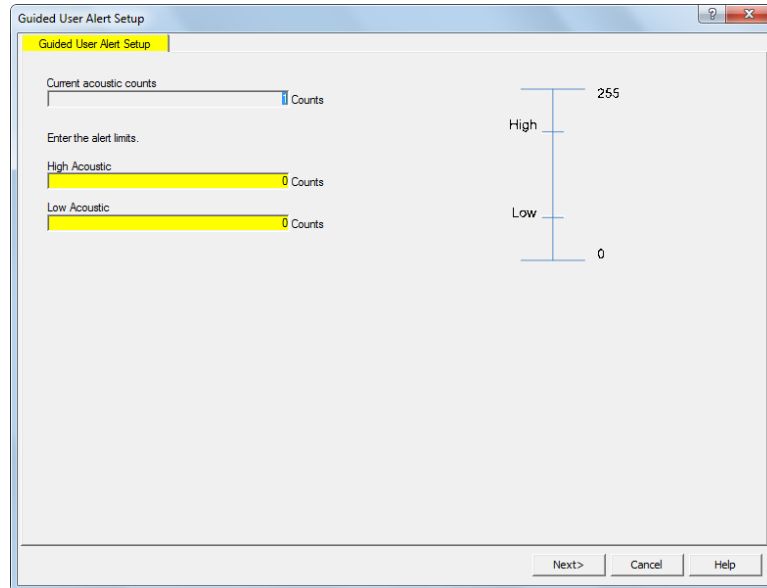 Guided User Alert Setup
Guided User Alert Setup
Current acoustic counts
1 Counts
Enter the alert limits.
High Acoustic
0 Counts
Low Acoustic
0 Counts
255
High
Low
0
Next> Cancel Help